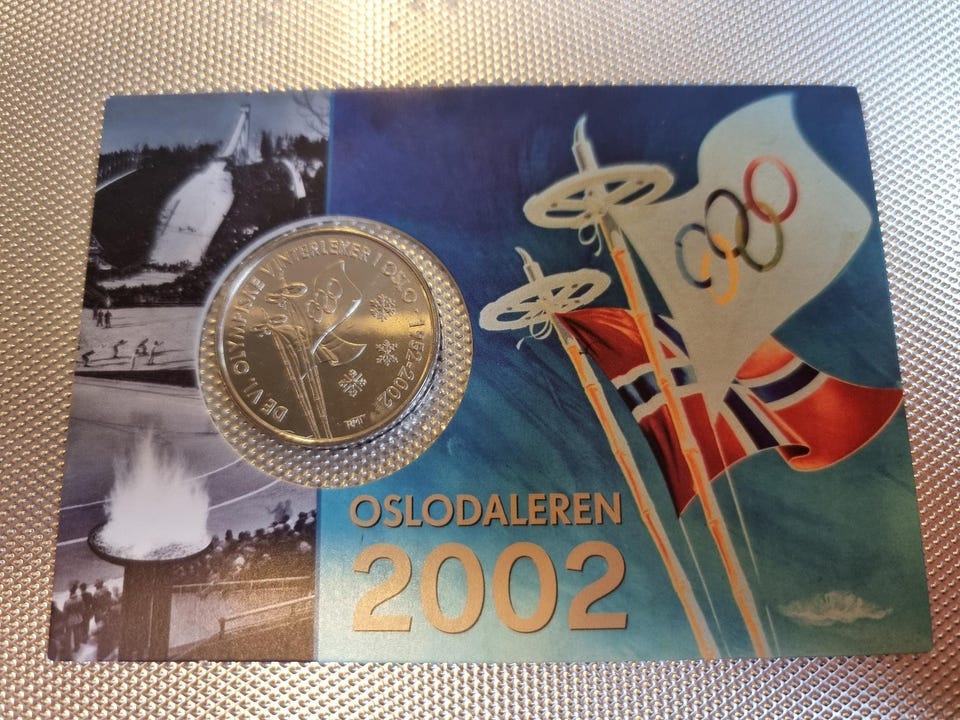 DE VI. OLYMPISKE VINTERLEKER I OSLO 1952-2002
OSLODALEREN
2002